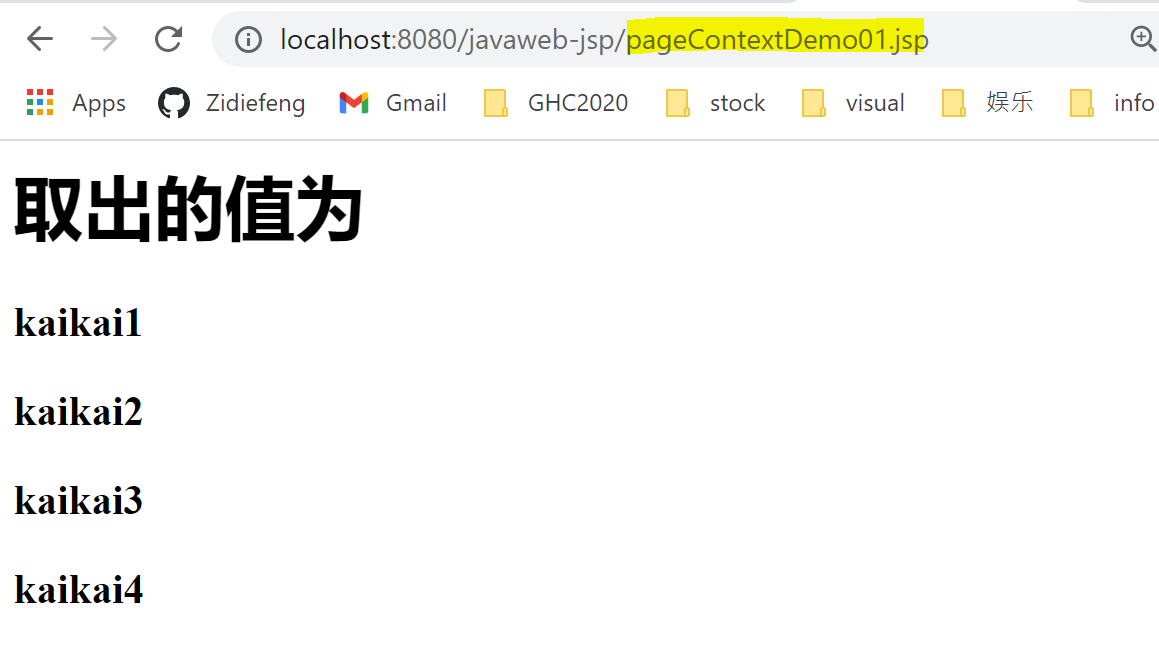 localhost:8080/javaweb-jsp/pageContextDemo01.jsp
Apps Zidiefeng Gmail GHC2020 stock visual 娱乐 info
取出的值为
kaikai1
kaikai2
kaikai3
kaikai4